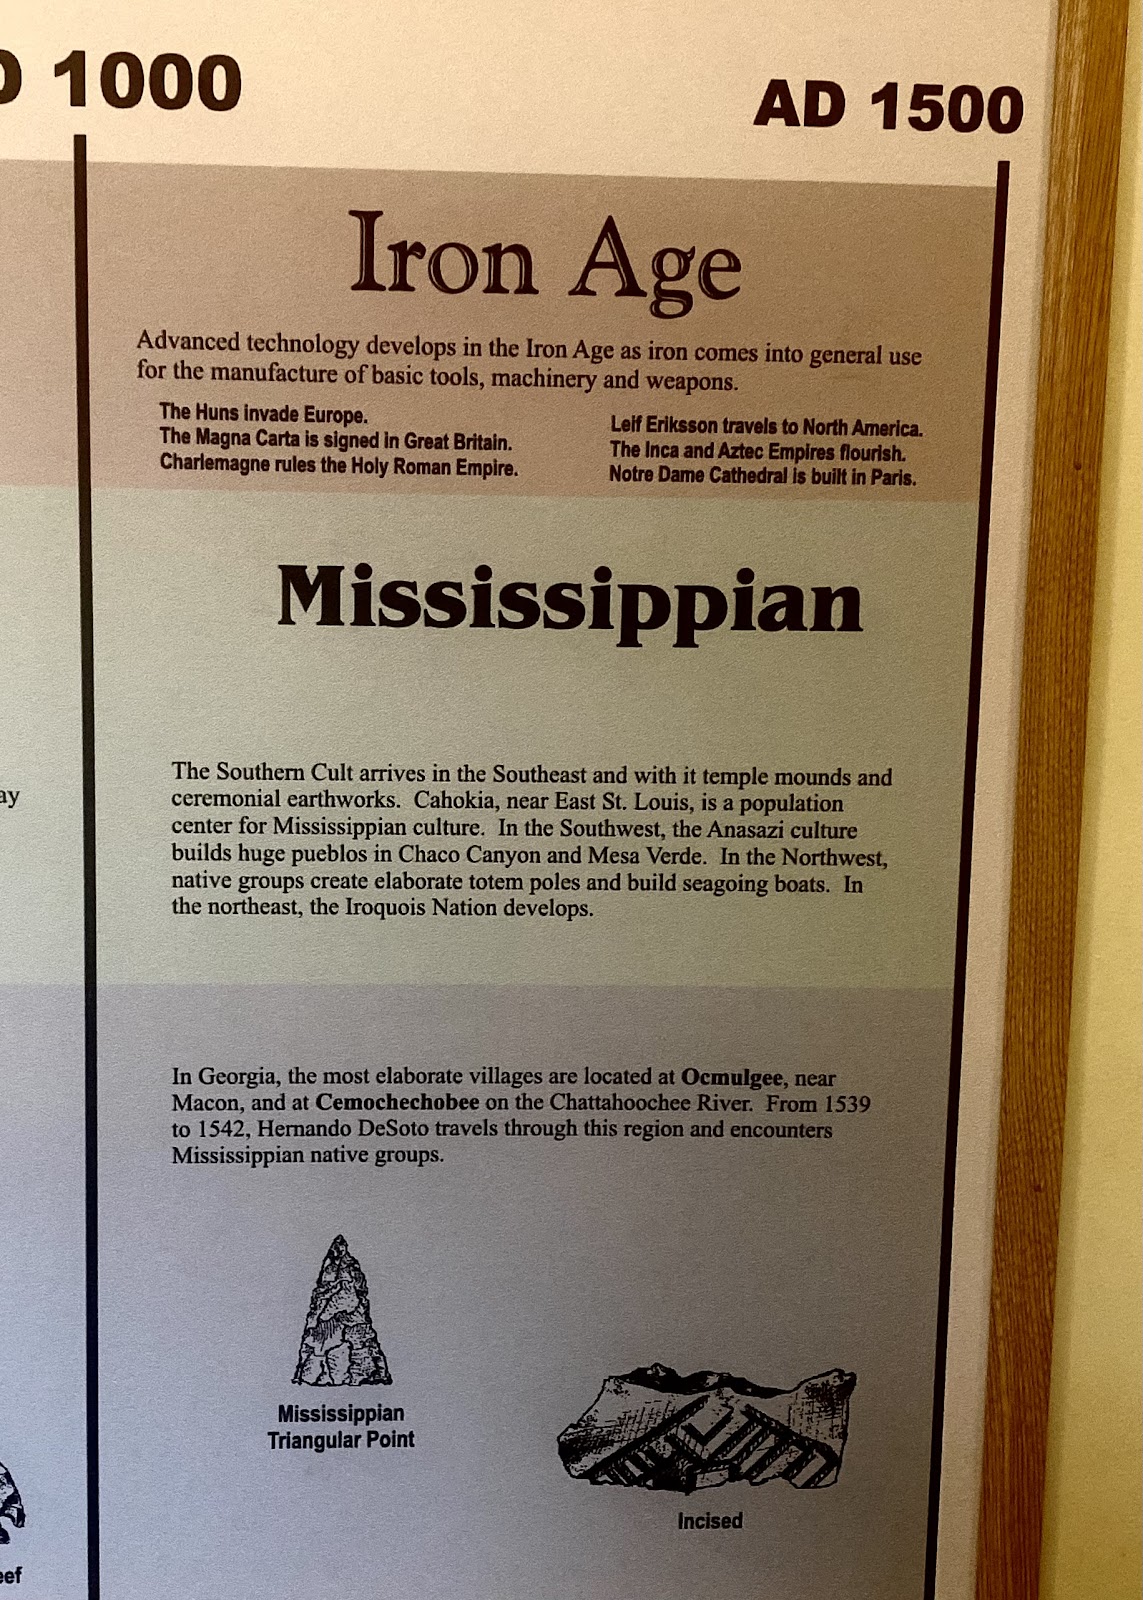 D 1000
AD 1500
Iron Age
Advanced technology develops in the Iron Age as iron comes into general use
for the manufacture of basic tools, machinery and weapons.
The Huns invade Europe.
The Magna Carta is signed in Great Britain.
Charlemagne rules the Holy Roman Empire.
Leif Eriksson travels to North America.
The Inca and Aztec Empires flourish.
Notre Dame Cathedral is built in Paris.
Mississippian
The Southern Cult arrives in the Southeast and with it temple mounds and
ceremonial earthworks. Cahokia, near East St. Louis, is a population
center for Mississippian culture. In the Southwest, the Anasazi culture
builds huge pueblos in Chaco Canyon and Mesa Verde. In the Northwest,
native groups create elaborate totem poles and build seagoing boats. In
the northeast, the Iroquois Nation develops.
ay
In Georgia, the most elaborate villages are located at Ocmulgee, near
Macon, and at Cemochechobee on the Chattahoochee River. From 1539
to 1542, Hernando DeSoto travels through this region and encounters
Mississippian native groups.
Mississippian
Triangular Point
Incised
eef